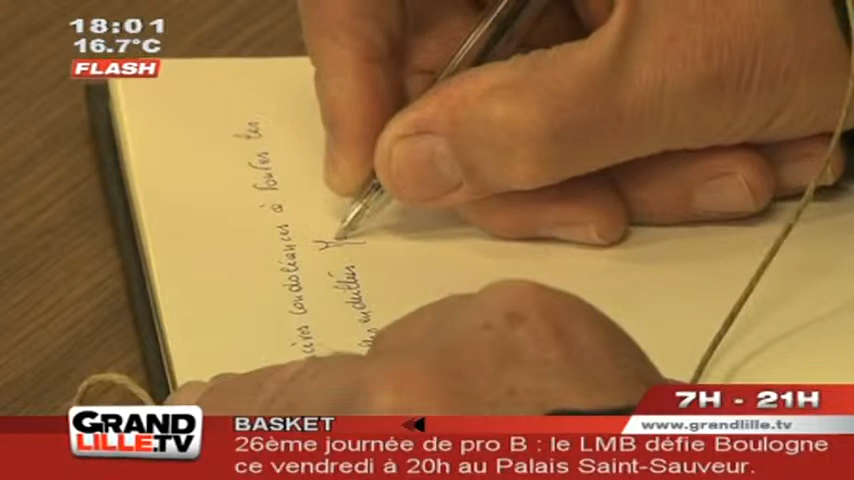 18:01
16.7°C
FLASH
condoléances à toutes les
endeuillées
7H - 21H
www.grandlille.tv
GRAND
LILLE.TV
BASKET
26ème journée de pro B : le LMB défie Boulogne
ce vendredi à 20h au Palais Saint-Sauveur.